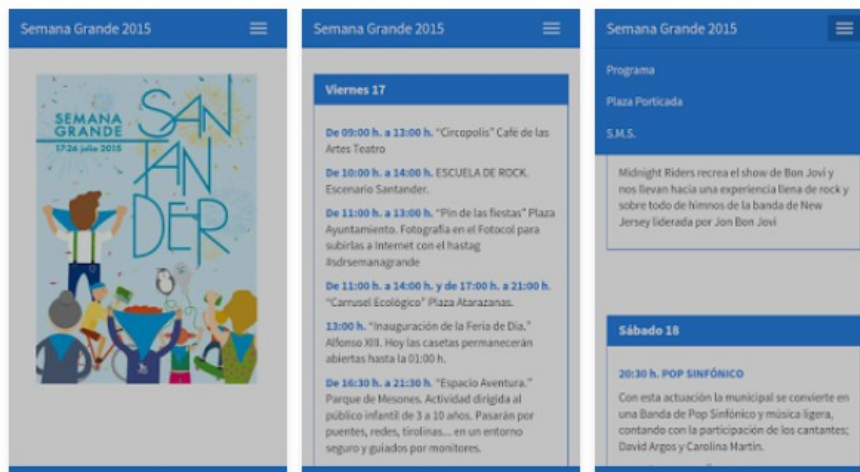 Semana Grande 2015
SEMANA
GRANDE
17·26 julio 2015
SAN
TAN
DER
Semana Grande 2015
Viernes 17
De 09:00 h. a 13:00 h. “Circopolis” Café de las
Artes Teatro
De 10:00 h. a 14:00 h. ESCUELA DE ROCK.
Escenario Santander.
De 11:00 h. a 13:00 h. “Pin de las fiestas” Plaza
Ayuntamiento. Fotografía en el Fotocol para
subirlas a Internet con el hastag
#sdrsemanagrande
De 11:00 h. a 14:00 h. y de 17:00 h. a 21:00 h.
“Carrusel Ecológico” Plaza Atarazanas.
13:00 h. “Inauguración de la Feria de Día.”
Alfonso XIII. Hoy las casetas permanecerán
abiertas hasta la 01:00 h.
De 16:30 h. a 21:30 h. “Espacio Aventura.”
Parque de Mesones. Actividad dirigida al
público infantil de 3 a 10 años. Pasarán por
puentes, redes, tirolinas... en un entorno
seguro y guiados por monitores.
Semana Grande 2015
Programa
Plaza Porticada
S.M.S.
Midnight Riders recrea el show de Bon Jovi y
nos llevan hacia una experiencia llena de rock y
sobre todo de himnos de la banda de New
Jersey liderada por Jon Bon Jovi
Sábado 18
20:30 h. POP SINFÓNICO
Con esta actuación la municipal se convierte en
una Banda de Pop Sinfónico y música ligera,
contando con la participación de los cantantes;
David Argos y Carolina Martín.